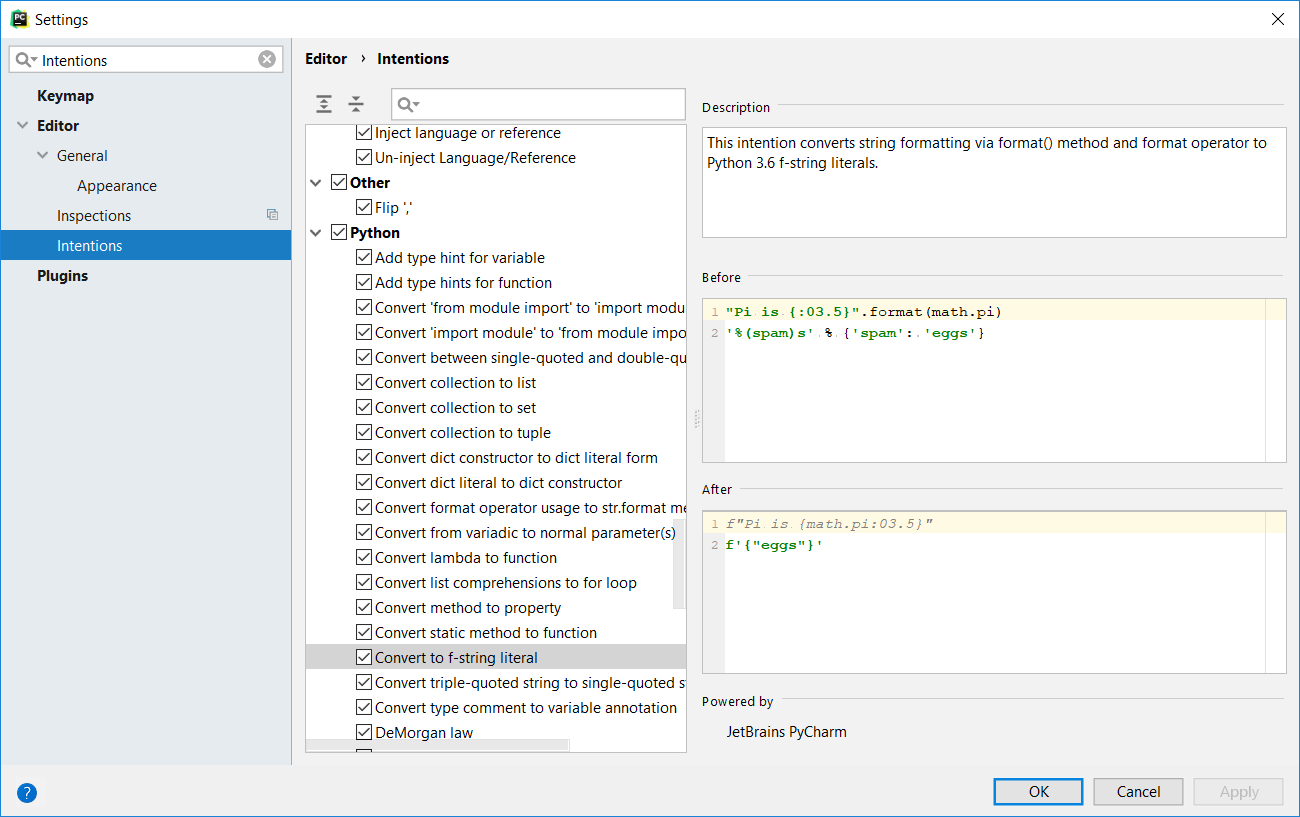 PC
Settings
Intentions
Keymap
Editor
General
Appearance
Inspections
Intentions
Plugins
Editor › Intentions
Inject language or reference
Un-inject Language/Reference
Other
Flip ','
Python
Add type hint for variable
Add type hints for function
Convert 'from module import' to 'import modu
Convert 'import module' to 'from module impo
Convert between single-quoted and double-qu
Convert collection to list
Convert collection to set
Convert collection to tuple
Convert dict constructor to dict literal form
Convert dict literal to dict constructor
Convert format operator usage to str.format me
Convert from variadic to normal parameter(s)
Convert lambda to function
Convert list comprehensions to for loop
Convert method to property
Convert static method to function
Convert to f-string literal
Convert triple-quoted string to single-quoted s
Convert type comment to variable annotation
DeMorgan law
Description
This intention converts string formatting via format() method and format operator to
Python 3.6 f-string literals.
Before
1 "Pi is {:03.5}".format(math.pi)
2 '%(spam)s' % {'spam': 'eggs'}
After
1 f"Pi is {math.pi:03.5}"
2 f'{"eggs"}'
Powered by
JetBrains PyCharm
?
OK
Cancel
Apply